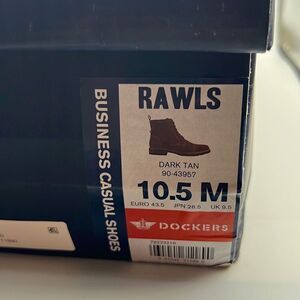 RAWLS
BUSINESS CASUAL SHOES
DARK TAN
90-43957
10.5 M
EURO 43.5 JPN 28.5 UK 9.5
DOCKERS